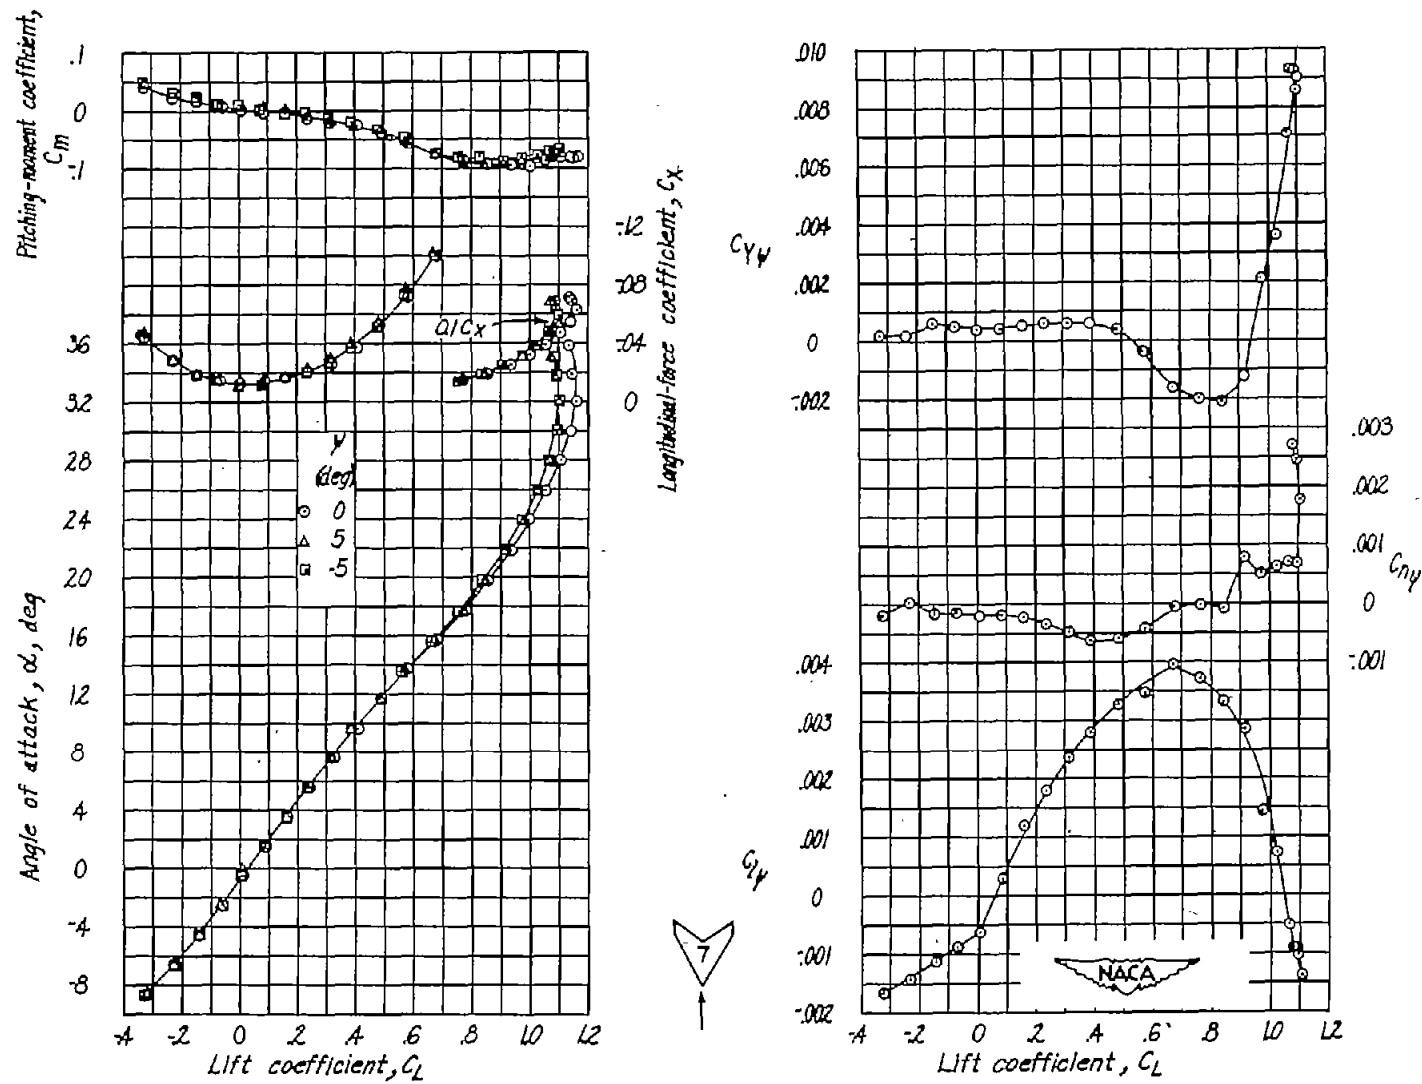 Pitching-moment coefficient,
Cm
.1
0
-.1
Longitudinal-force coefficient, Cx
-.12
-.08
-.04
0
0.1Cx
Angle of attack, α, deg
36
32
28
24
20
16
12
8
4
0
-4
-8
ψ
(deg)
0
5
-5
-.4 -.2 0 .2 .4 .6 .8 1.0 1.2
Lift coefficient, CL
7
CYψ
.010
.008
.006
.004
.002
0
-.002
.003
.002
.001
0
-.001
Cnψ
Clψ
.004
.003
.002
.001
0
-.001
-.002
NACA
-.4 -.2 0 .2 .4 .6 .8 1.0 1.2
Lift coefficient, CL